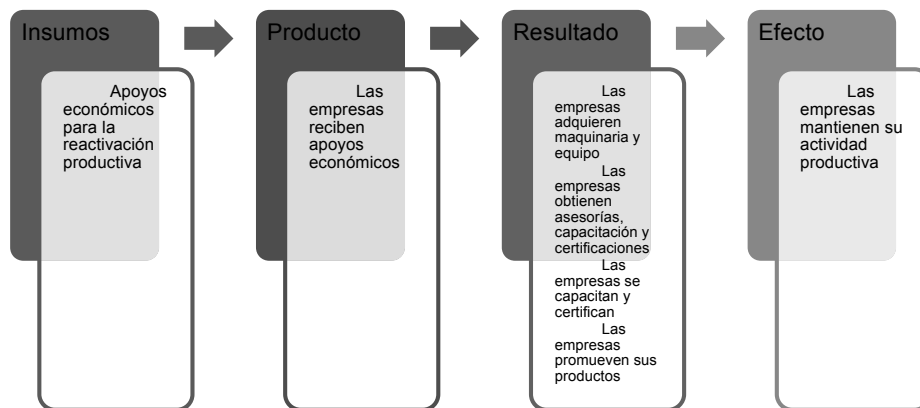 Insumos
Apoyos
económicos
para la
reactivación
productiva
Producto
Las
empresas
reciben
apoyos
económicos
Resultado
Las
empresas
adquieren
maquinaria y
equipo
Las
empresas
obtienen
asesorías,
capacitación y
certificaciones
Las
empresas se
capacitan y
certifican
Las
empresas
promueven sus
productos
Efecto
Las
empresas
mantienen su
actividad
productiva